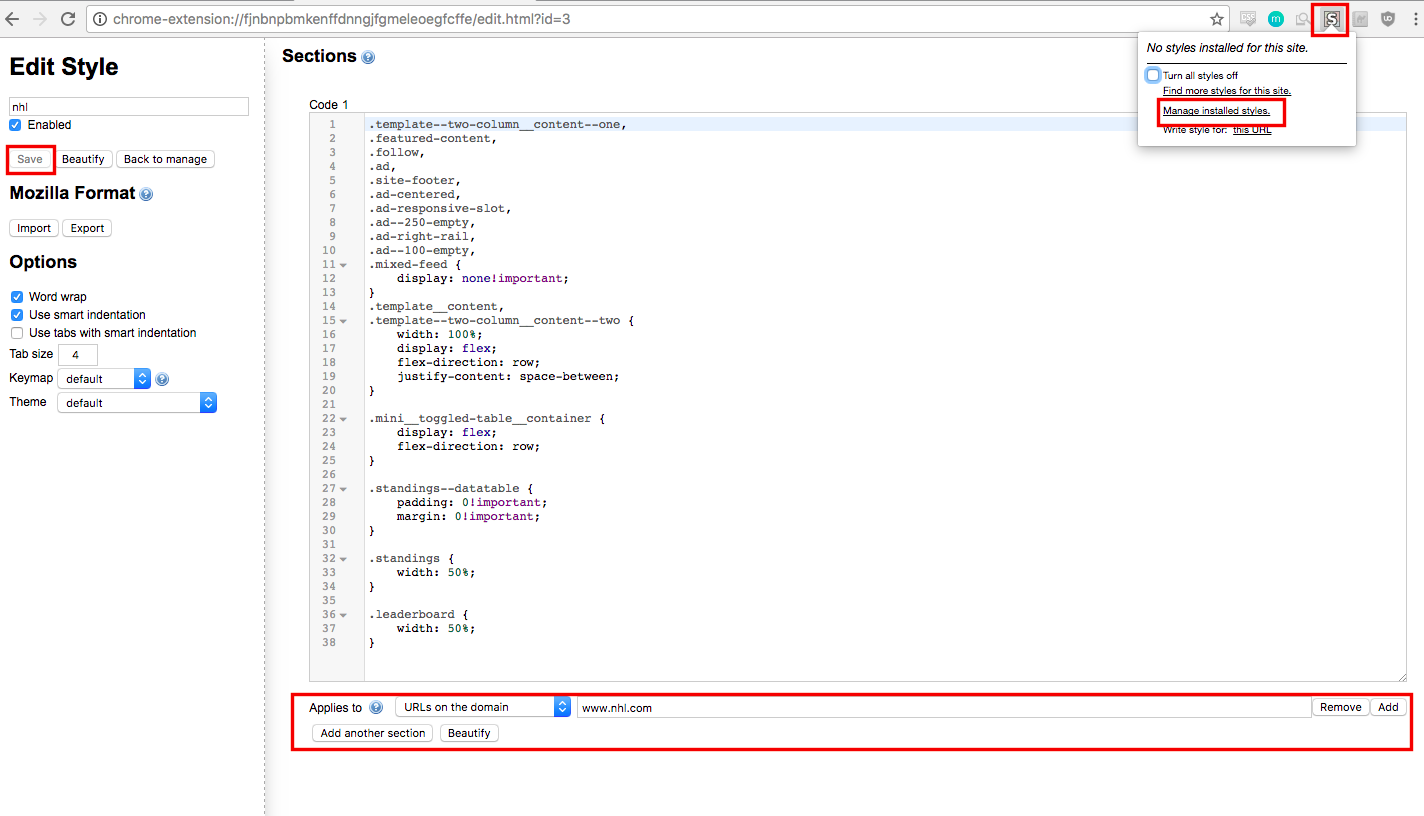 chrome-extension://fjnbnpbmkenffdnngjfgmeleoegfcffe/edit.html?id=3
S
m
No styles installed for this site.
Turn all styles off
Find more styles for this site.
Manage installed styles.
Write style for: this URL
Edit Style
nhl
Enabled
Save Beautify Back to manage
Mozilla Format ?
Import Export
Options
Word wrap
Use smart indentation
Use tabs with smart indentation
Tab size 4
Keymap default ?
Theme default
Sections ?
Code 1
1 .template--two-column__content--one,
2 .featured-content,
3 .follow,
4 .ad,
5 .site-footer,
6 .ad-centered,
7 .ad-responsive-slot,
8 .ad--250-empty,
9 .ad-right-rail,
10 .ad--100-empty,
11 .mixed-feed {
12 display: none!important;
13 }
14 .template__content,
15 .template--two-column__content--two {
16 width: 100%;
17 display: flex;
18 flex-direction: row;
19 justify-content: space-between;
20 }
21
22 .mini__toggled-table__container {
23 display: flex;
24 flex-direction: row;
25 }
26
27 .standings--datatable {
28 padding: 0!important;
29 margin: 0!important;
30 }
31
32 .standings {
33 width: 50%;
34 }
35
36 .leaderboard {
37 width: 50%;
38 }
Applies to ? URLs on the domain www.nhl.com Remove Add
Add another section Beautify